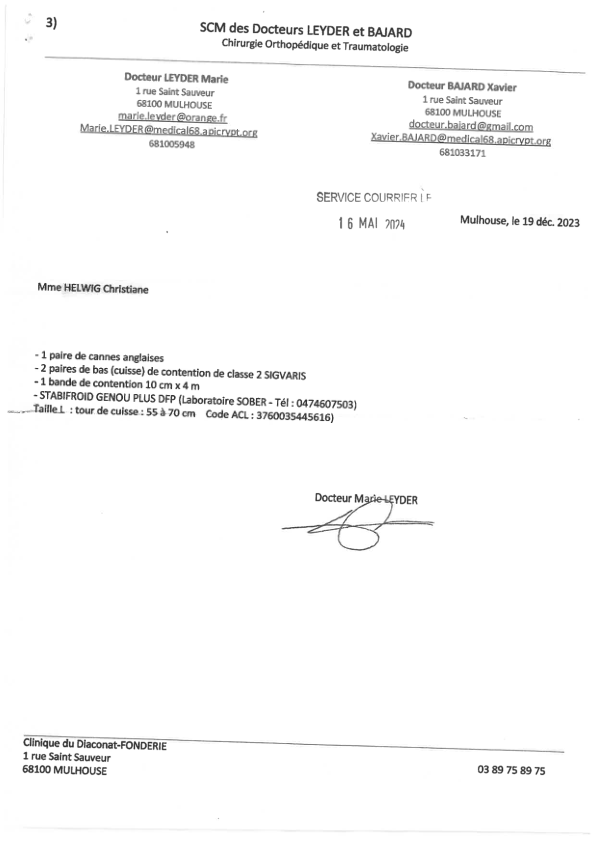 3)
SCM des Docteurs LEYDER et BAJARD
Chirurgie Orthopédique et Traumatologie
Docteur LEYDER Marie
1 rue Saint Sauveur
68100 MULHOUSE
marie.leyder@orange.fr
Marie.LEYDER@medical68.apicrypt.org
681005948
Docteur BAJARD Xavier
1 rue Saint Sauveur
68100 MULHOUSE
docteur.bajard@gmail.com
Xavier.BAJARD@medical68.apicrypt.org
681033171
SERVICE COURRIER
16 MAI 2024
Mulhouse, le 19 déc. 2023
Mme HELWIG Christiane
- 1 paire de cannes anglaises
- 2 paires de bas (cuisse) de contention de classe 2 SIGVARIS
- 1 bande de contention 10 cm x 4 m
- STABIFROID GENOU PLUS DFP (Laboratoire SOBER - Tél : 0474607503)
Taille L : tour de cuisse : 55 à 70 cm Code ACL : 3760035445616)
Docteur Marie LEYDER
Clinique du Diaconat-FONDERIE
1 rue Saint Sauveur
68100 MULHOUSE
03 89 75 89 75